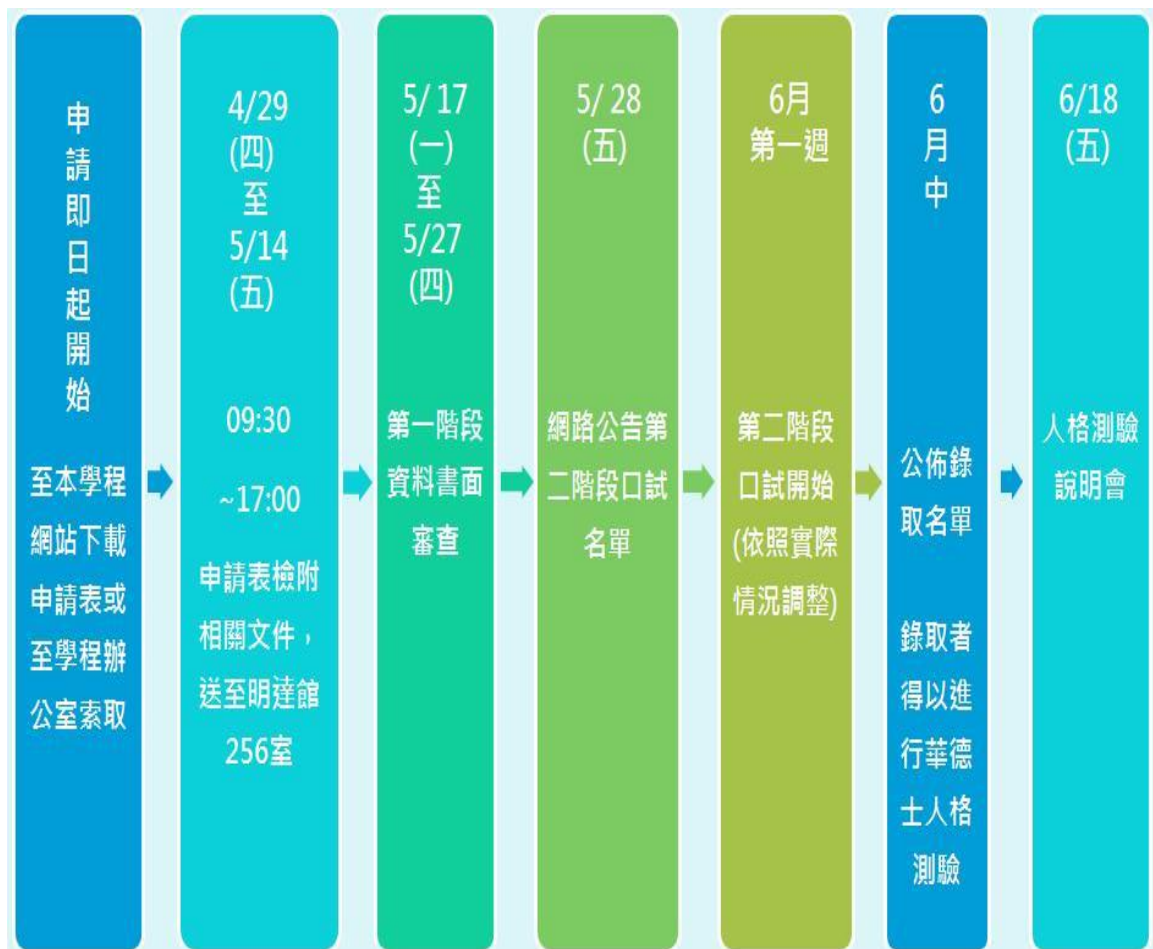 申
請
即
日
起
開
始
至本學程
網站下載
申請表或
至學程辦
公室索取
4/29
(四)
至
5/14
(五)
09:30
~17:00
申請表檢附
相關文件，
送至明達館
256室
5/ 17
(一)
至
5/27
(四)
第一階段
資料書面
審查
5/ 28
(五)
網路公告第
二階段口試
名單
6月
第一週
第二階段
口試開始
(依照實際
情況調整)
6
月
中
公佈錄
取名單
錄取者
得以進
行華德
士人格
測驗
6/18
(五)
人格測驗
說明會